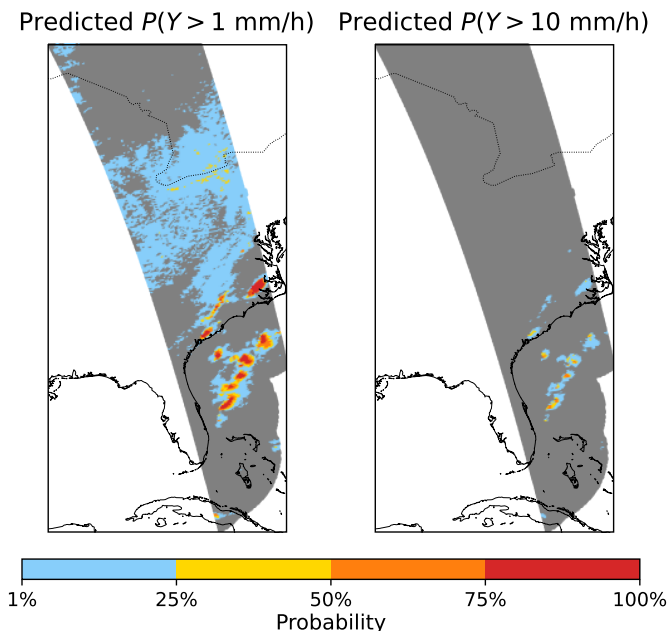 Predicted P(Y > 1 mm/h)
Predicted P(Y > 10 mm/h)
1% 25% 50% 75% 100%
Probability